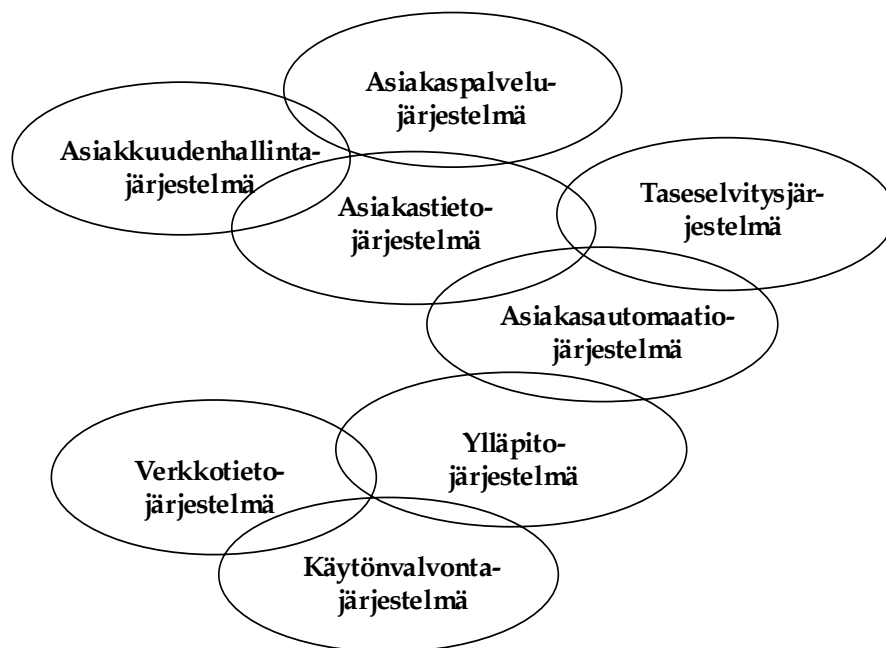 Asiakaspalvelu-
järjestelmä
Asiakkuudenhallinta-
järjestelmä
Asiakastieto-
järjestelmä
Taseselvitysjär-
jestelmä
Asiakasautomaatio-
järjestelmä
Ylläpito-
järjestelmä
Verkkotieto-
järjestelmä
Käytönvalvonta-
järjestelmä